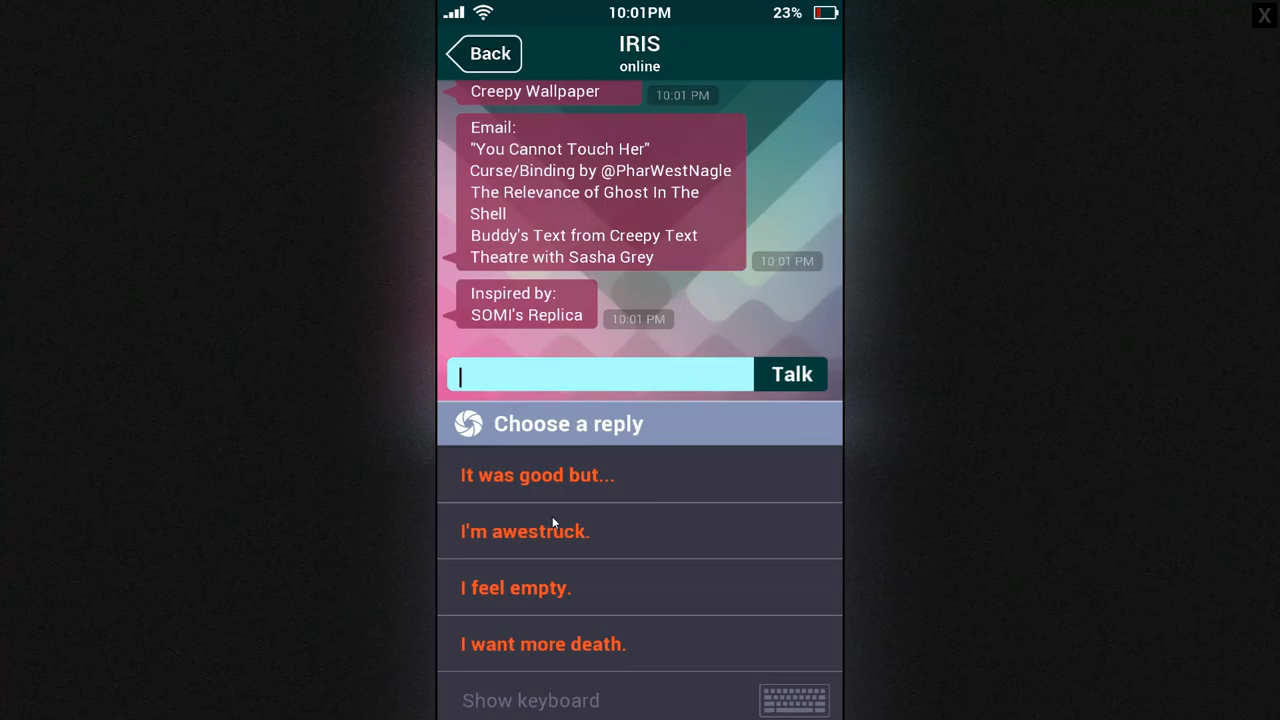 10:01PM
23%
X
Back
IRIS
online
Creepy Wallpaper
10:01 PM
Email:
"You Cannot Touch Her"
Curse/Binding by @PharWestNagle
The Relevance of Ghost In The
Shell
Buddy's Text from Creepy Text
Theatre with Sasha Grey
10:01 PM
Inspired by:
SOMI's Replica
10:01 PM
Talk
Choose a reply
It was good but...
I'm awestruck.
I feel empty.
I want more death.
Show keyboard